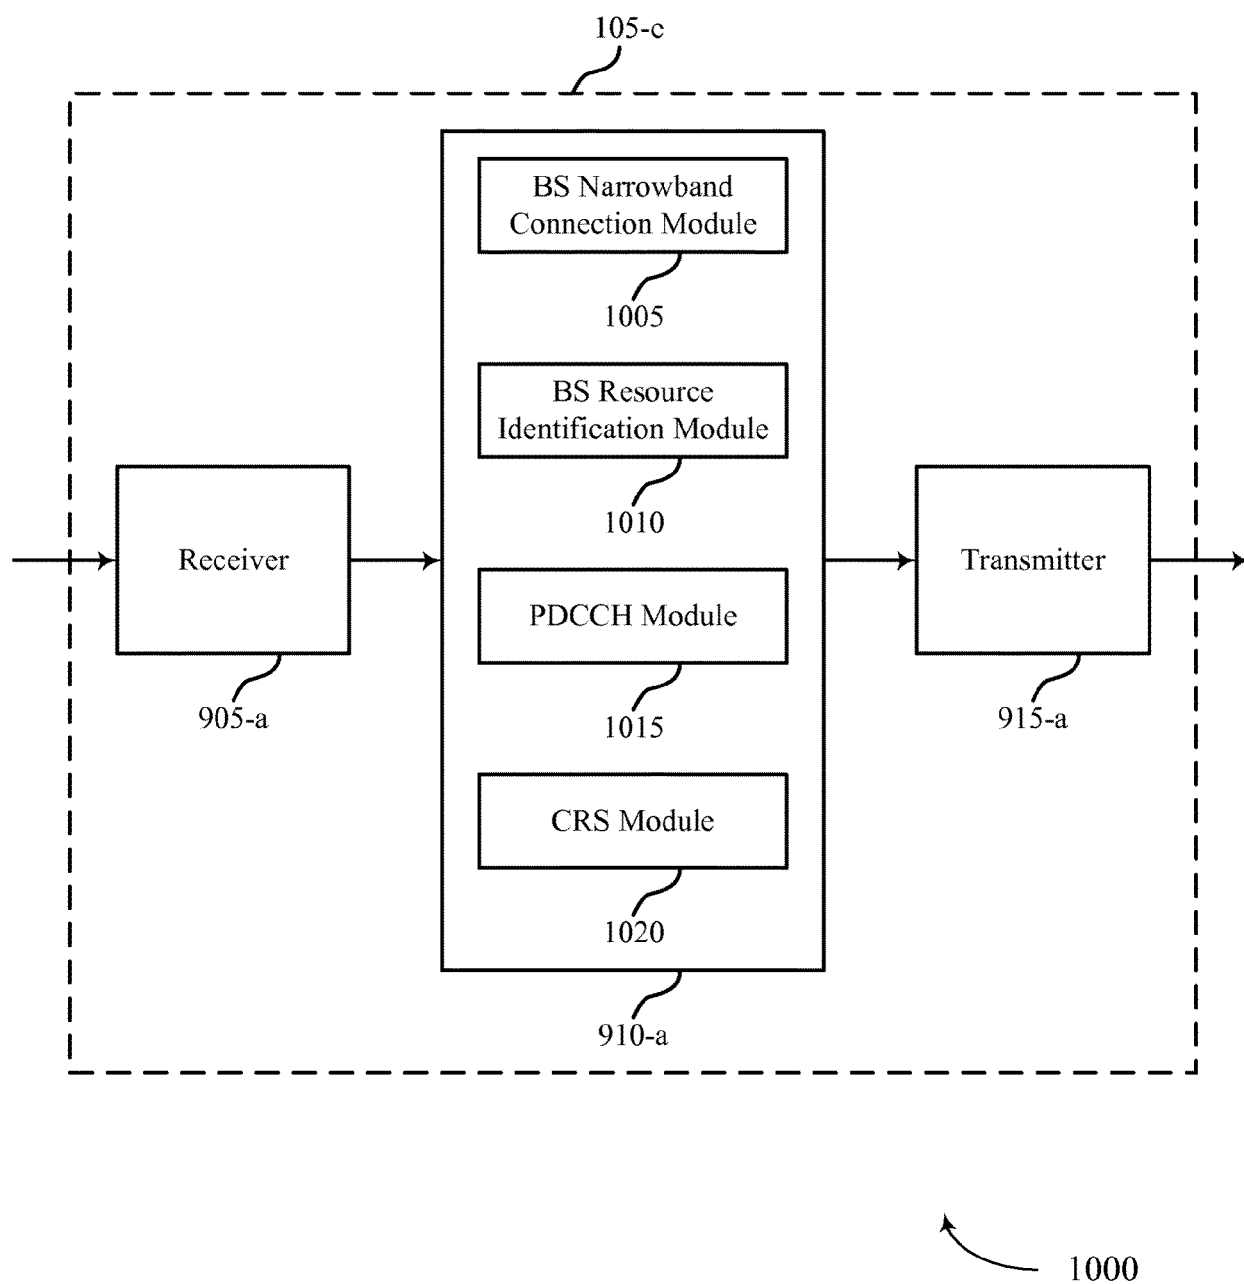 105-c
BS Narrowband
Connection Module
1005
BS Resource
Identification Module
1010
Receiver
Transmitter
PDCCH Module
905-a
1015
915-a
CRS Module
1020
910-a
1000